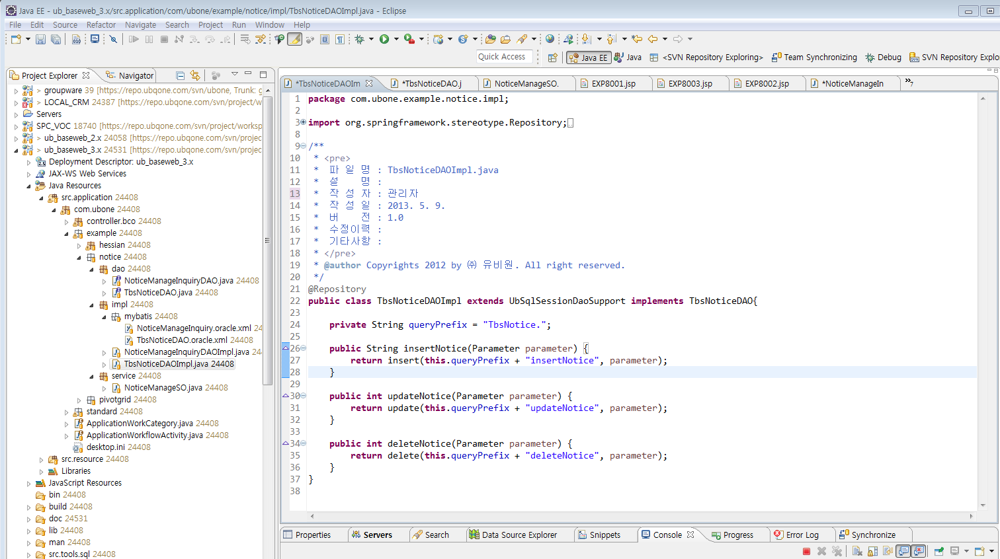 Java EE - ub_baseweb_3.x/src.application/com/ubone/example/notice/impl/TbsNoticeDAOImpl.java - Eclipse
File Edit Source Refactor Navigate Search Project Run Window Help
Quick Access
Java EE Java <SVN Repository Exploring> Team Synchronizing Debug SVN Repository Explo
Project Explorer Navigator
> groupware 39 [https://repo.ubqone.com/svn/ubone, Trunk: g
> LOCAL_CRM 24387 [https://repo.ubqone.com/svn/project/w
Servers
SPC_VOC 18740 [https://repo.ubqone.com/svn/project/worksp
> ub_baseweb_2.x 24058 [https://repo.ubqone.com/svn/projec
> ub_baseweb_3.x 24531 [https://repo.ubqone.com/svn/projec
Deployment Descriptor: ub_baseweb_3.x
JAX-WS Web Services
Java Resources
src.application 24408
com.ubone 24408
controller.bco 24408
example 24408
hessian 24408
notice 24408
dao 24408
NoticeManageInquiryDAO.java 24408
TbsNoticeDAO.java 24408
impl 24408
mybatis 24408
NoticeManageInquiry.oracle.xml 24
TbsNoticeDAO.oracle.xml 24408
NoticeManageInquiryDAOImpl.java 24
TbsNoticeDAOImpl.java 24408
service 24408
NoticeManageSO.java 24408
pivotgrid 24408
standard 24408
ApplicationWorkCategory.java 24408
ApplicationWorkflowActivity.java 24408
desktop.ini 24408
src.resource 24408
Libraries
JavaScript Resources
bin 24408
build 24408
doc 24531
lib 24408
man 24408
src.tools.sql 24408
*TbsNoticeDAOIm *TbsNoticeDAO.j NoticeManageSO. EXP8001.jsp EXP8003.jsp EXP8002.jsp *NoticeManageIn »7
1 package com.ubone.example.notice.impl;
2
3 import org.springframework.stereotype.Repository;
8
9 /**
10 * <pre>
11 * 파 일 명 : TbsNoticeDAOImpl.java
12 * 설 명 :
13 * 작 성 자 : 관리자
14 * 작 성 일 : 2013. 5. 9.
15 * 버 전 : 1.0
16 * 수정이력 :
17 * 기타사항 :
18 * </pre>
19 * @author Copyrights 2012 by ㈜ 유비원. All right reserved.
20 */
21 @Repository
22 public class TbsNoticeDAOImpl extends UbSqlSessionDaoSupport implements TbsNoticeDAO{
23
24 private String queryPrefix = "TbsNotice.";
25
26 public String insertNotice(Parameter parameter) {
27 return insert(this.queryPrefix + "insertNotice", parameter);
28 }
29
30 public int updateNotice(Parameter parameter) {
31 return update(this.queryPrefix + "updateNotice", parameter);
32 }
33
34 public int deleteNotice(Parameter parameter) {
35 return delete(this.queryPrefix + "deleteNotice", parameter);
36 }
37 }
38
Properties Servers Search Data Source Explorer Snippets Console Progress Error Log Synchronize